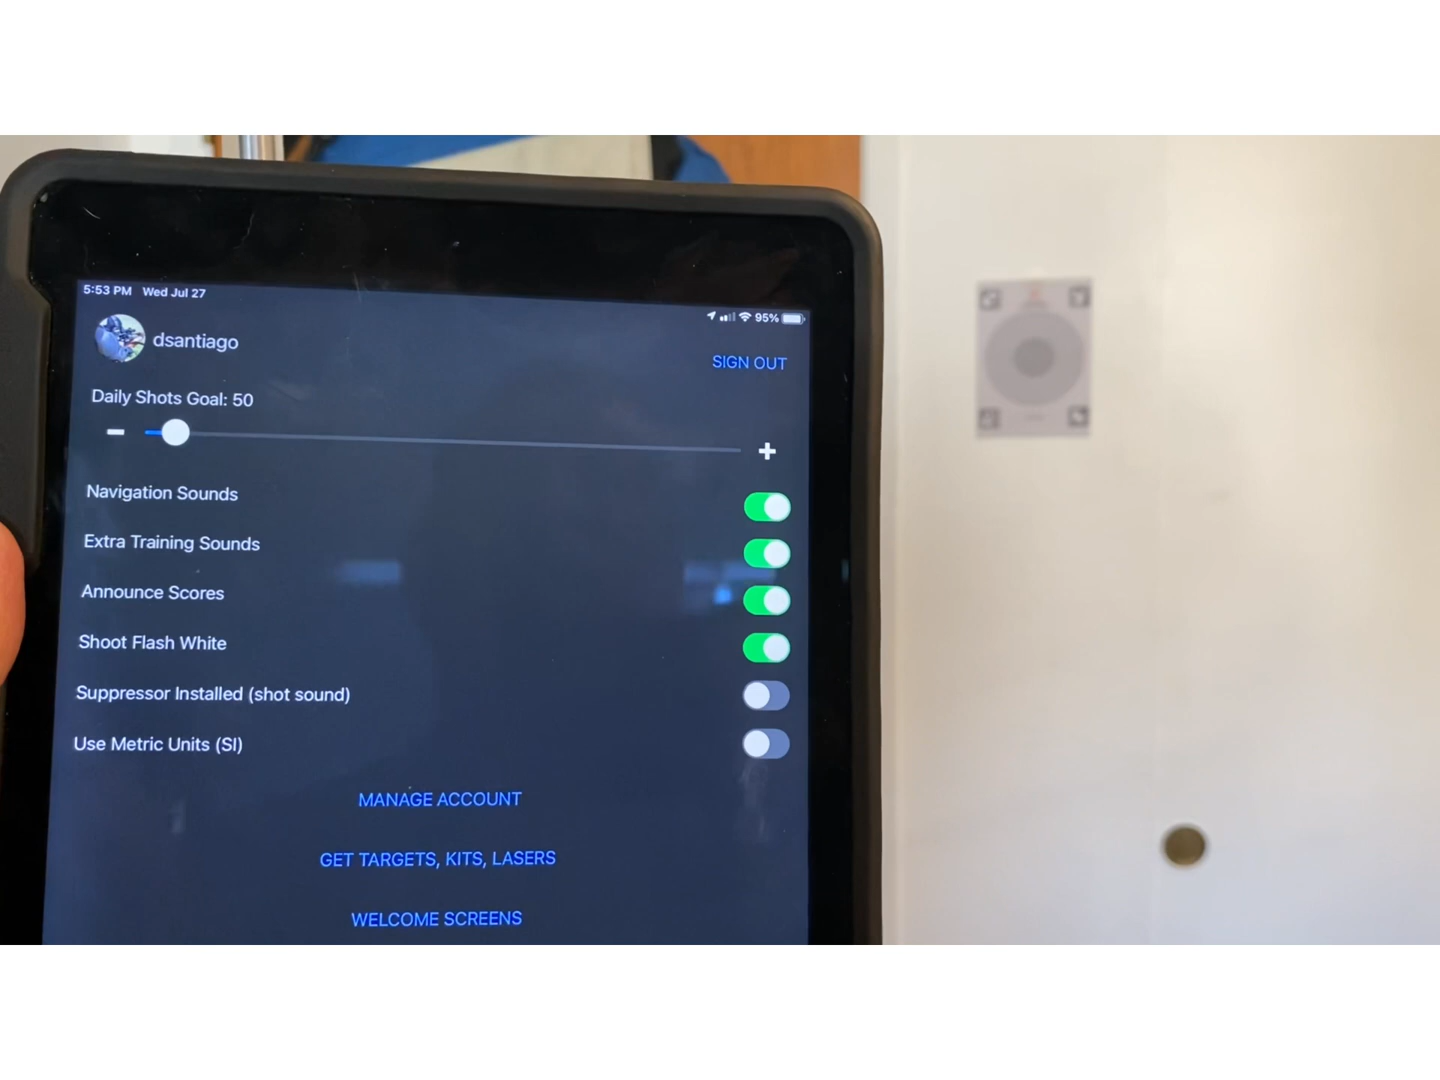 5:53 PM Wed Jul 27
95%
dsantiago
SIGN OUT
Daily Shots Goal: 50
Navigation Sounds
Extra Training Sounds
Announce Scores
Shoot Flash White
Suppressor Installed (shot sound)
Use Metric Units (SI)
MANAGE ACCOUNT
GET TARGETS, KITS, LASERS
WELCOME SCREENS